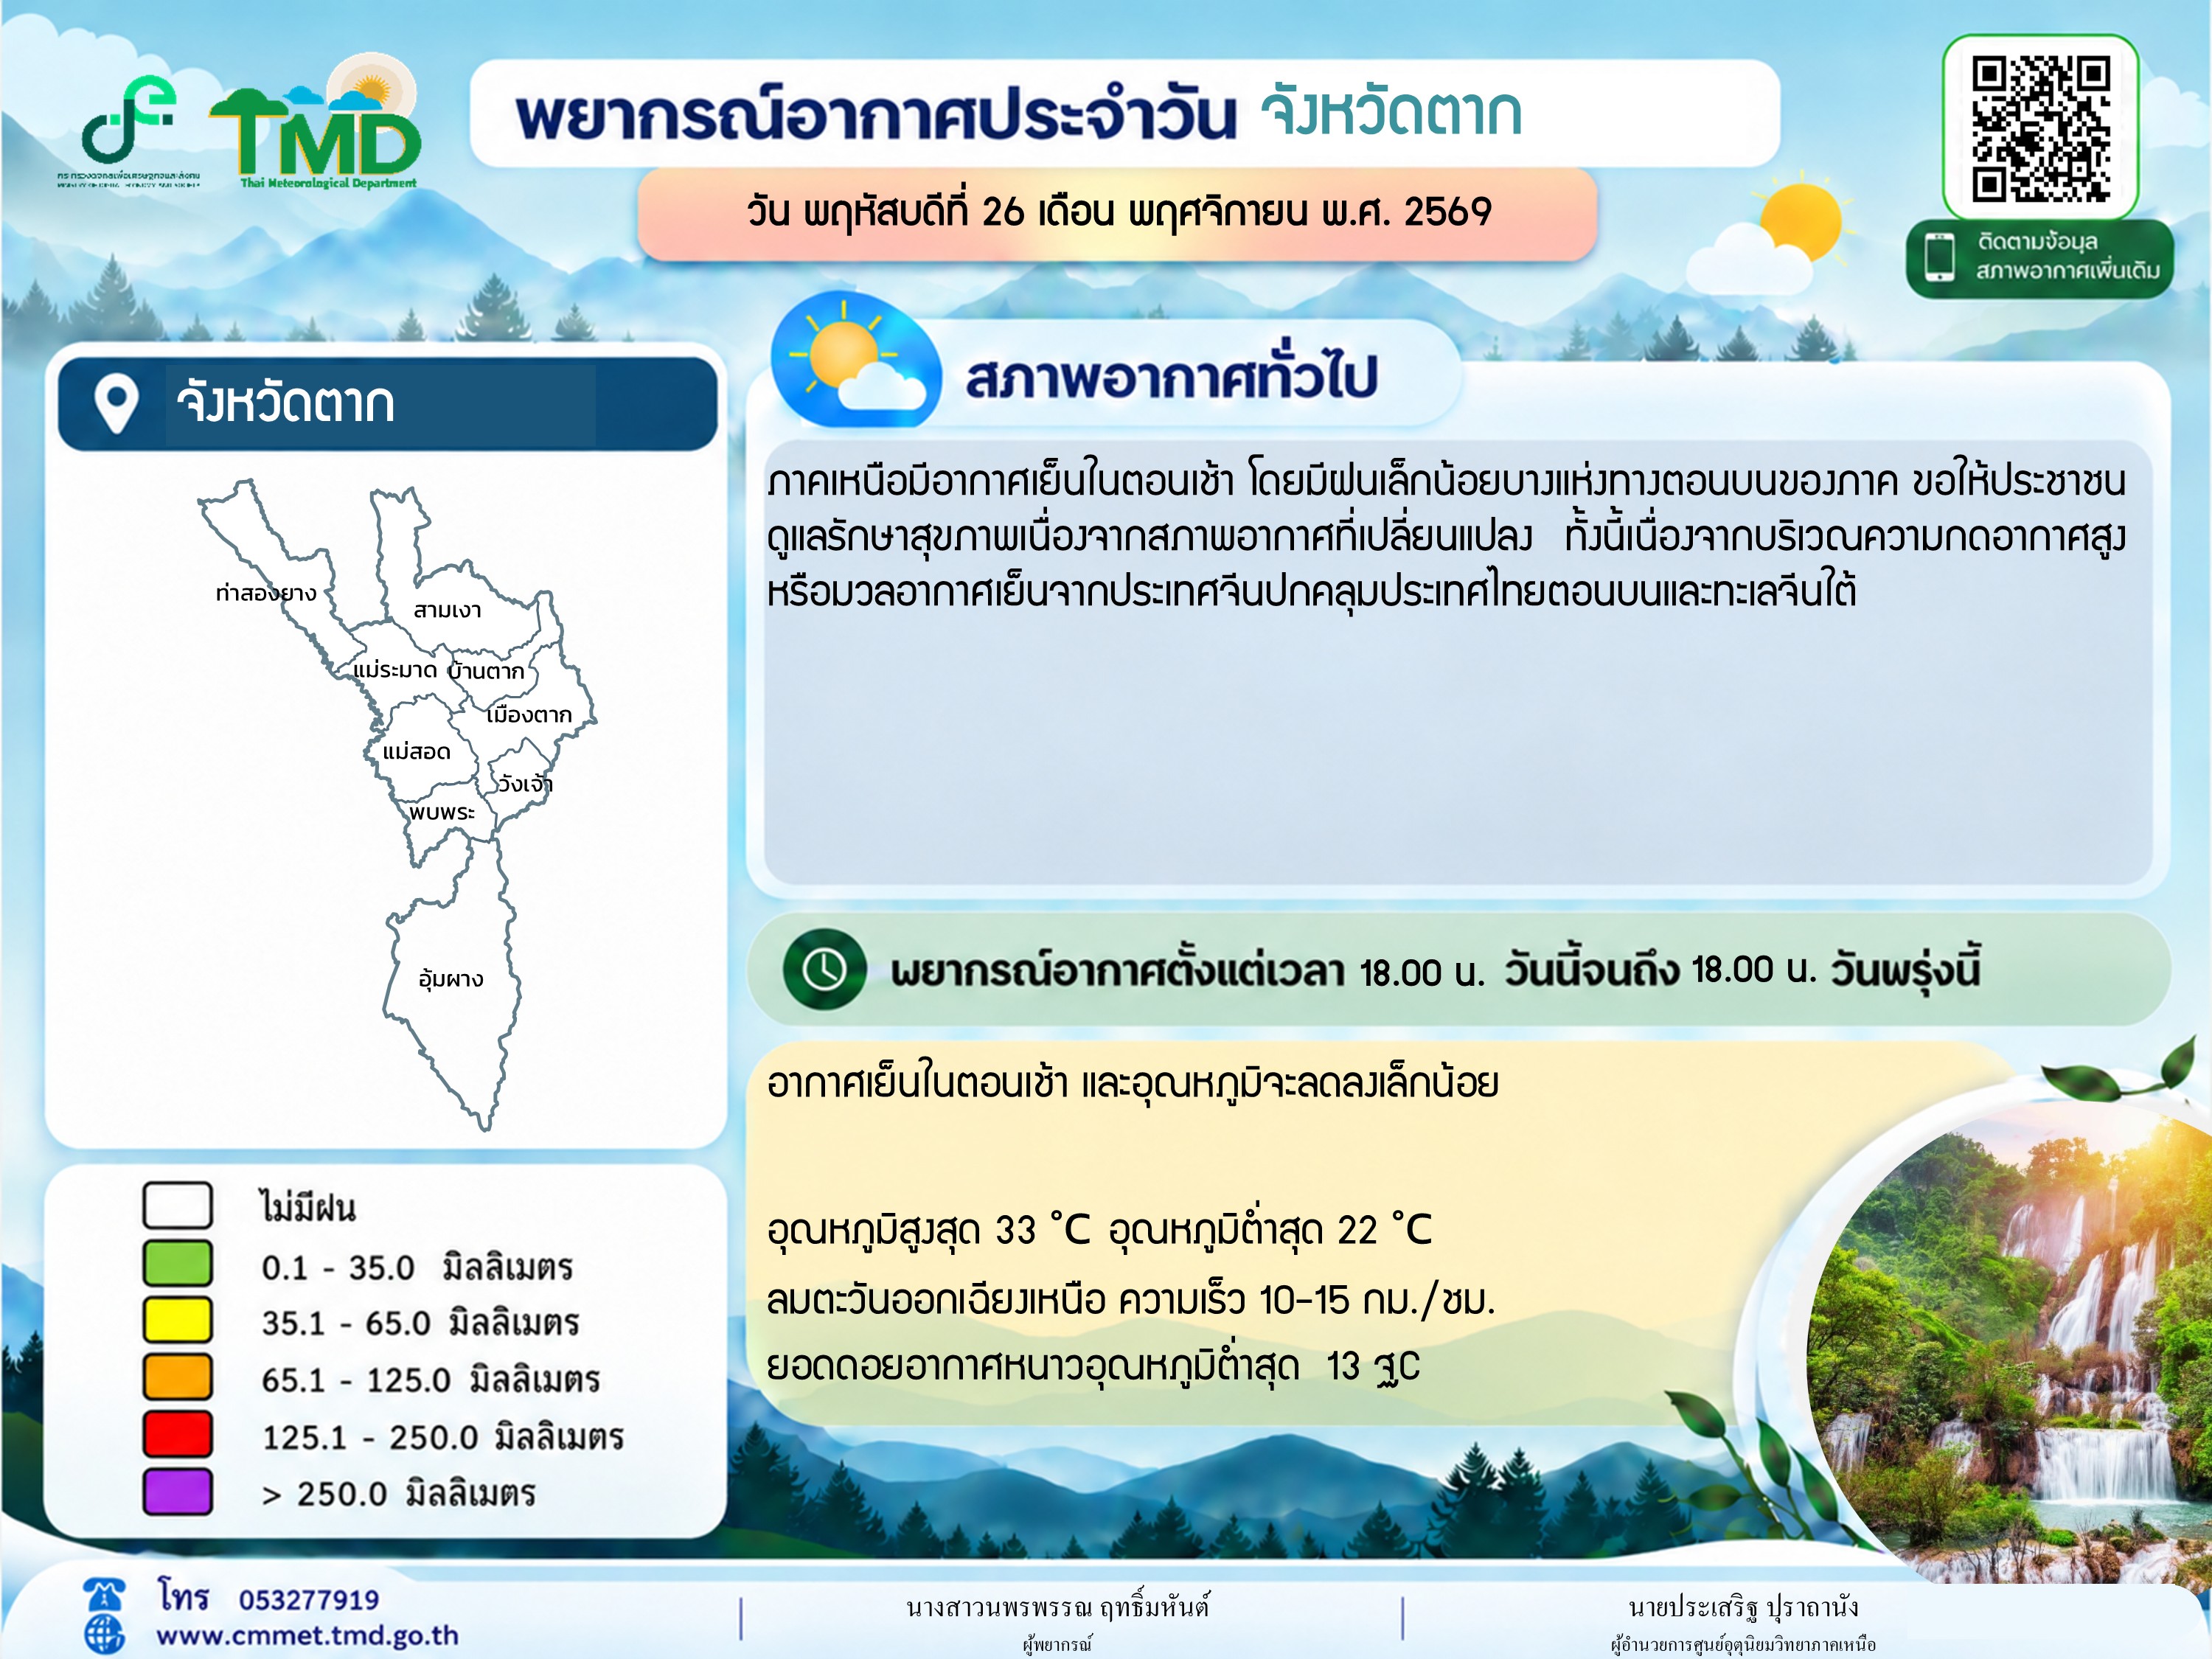 TMD
Thai Meteorological Department
พยากรณ์อากาศประจำวัน จังหวัดตาก
วัน พฤหัสบดีที่ 26 เดือน พฤศจิกายน พ.ศ. 2569
ติดตามข้อมุล
สภาพอากาศเพิ่นเติม
จังหวัดตาก
ท่าสองยาง
สามเงา
แม่ระมาด
บ้านตาก
เมืองตาก
แม่สอด
วังเจ้า
พบพระ
อุ้มผาง
ไม่มีฝน
0.1 - 35.0 มิลลิเมตร
35.1 - 65.0 มิลลิเมตร
65.1 - 125.0 มิลลิเมตร
125.1 - 250.0 มิลลิเมตร
> 250.0 มิลลิเมตร
สภาพอากาศทั่วไป
ภาคเหนือมีอากาศเย็นในตอนเช้า โดยมีฝนเล็กน้อยบางแห่งทางตอนบนของภาค ขอให้ประชาชน
ดูแลรักษาสุขภาพเนื่องจากสภาพอากาศที่เปลี่ยนแปลง ทั้งนี้เนื่องจากบริเวณความกดอากาศสูง
หรือมวลอากาศเย็นจากประเทศจีนปกคลุมประเทศไทยตอนบนและทะเลจีนใต้
พยากรณ์อากาศตั้งแต่เวลา 18.00 น. วันนี้จนถึง 18.00 น. วันพรุ่งนี้
อากาศเย็นในตอนเช้า และอุณหภูมิจะลดลงเล็กน้อย
อุณหภูมิสูงสุด 33 °C อุณหภูมิต่ำสุด 22 °C
ลมตะวันออกเฉียงเหนือ ความเร็ว 10-15 กม./ชม.
ยอดดอยอากาศหนาวอุณหภูมิต่ำสุด 13 ฐC
โทร 053277919
www.cmmet.tmd.go.th
นางสาวนพรพรรณ ฤทธิ์มหันต์
ผู้พยากรณ์
นายประเสริฐ ปุราถานัง
ผู้อำนวยการศูนย์อุตุนิยมวิทยาภาคเหนือ